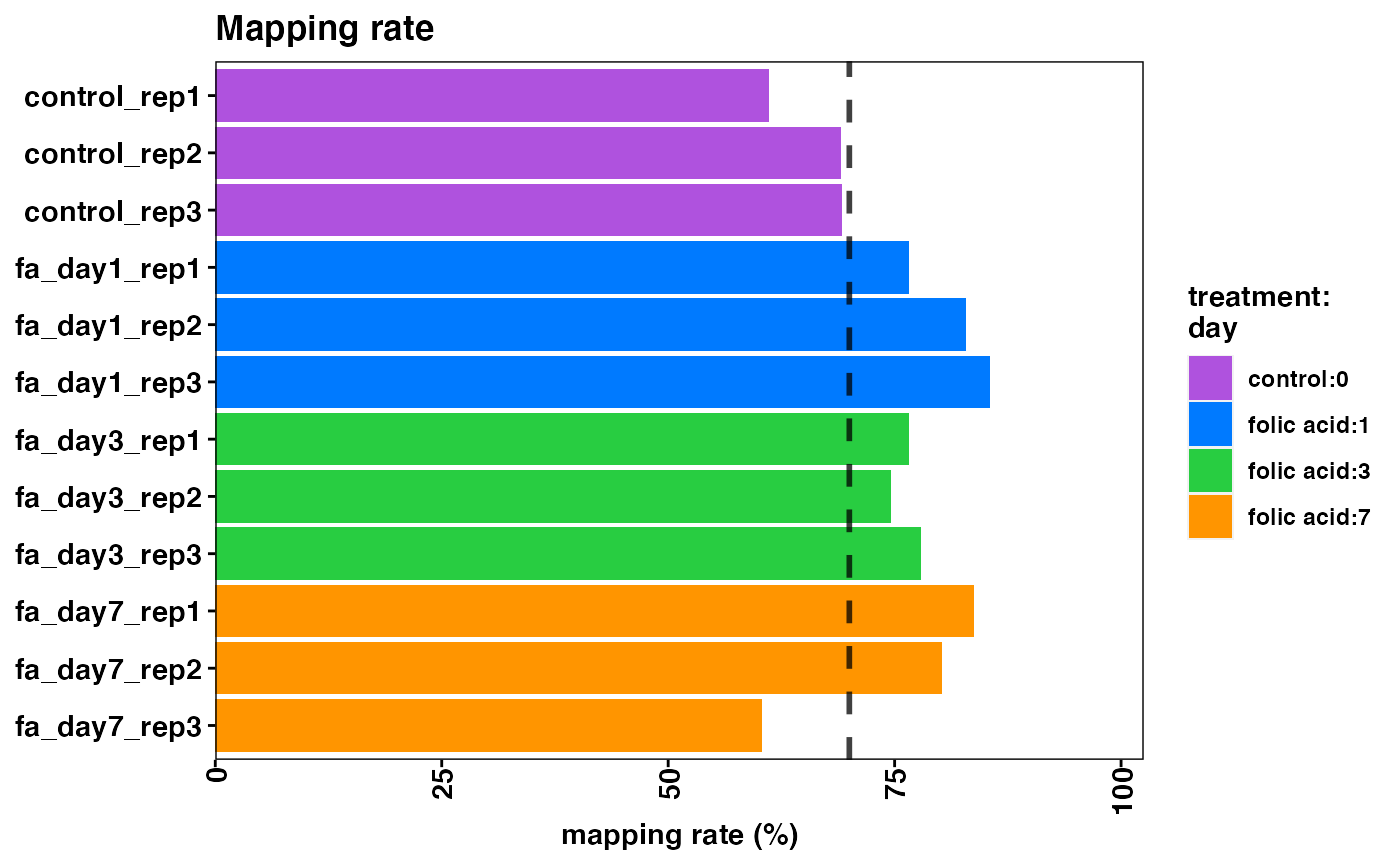 Mapping rate
control_rep1
control_rep2
control_rep3
fa_day1_rep1
fa_day1_rep2
fa_day1_rep3
fa_day3_rep1
fa_day3_rep2
fa_day3_rep3
fa_day7_rep1
fa_day7_rep2
fa_day7_rep3
0
25
50
75
100
mapping rate (%)
treatment:
day
control:0
folic acid:1
folic acid:3
folic acid:7